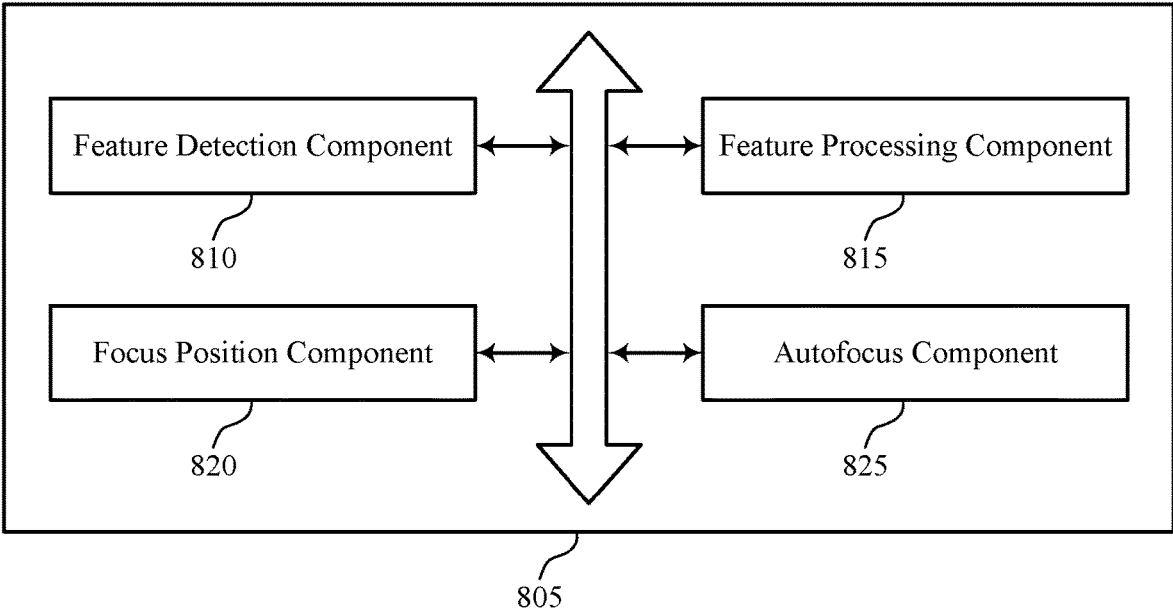 Feature Detection Component
810
Feature Processing Component
815
Focus Position Component
820
Autofocus Component
825
805